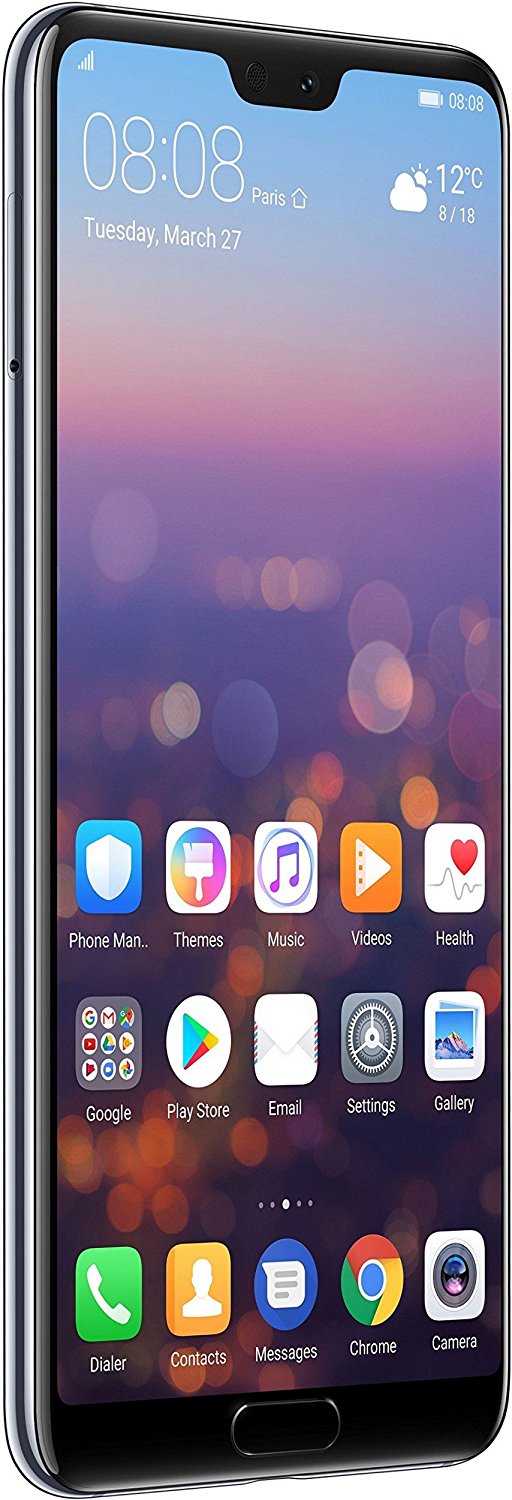 08:08
08:08
Paris
12°C
8 / 18
Tuesday, March 27
Phone Man..
Themes
Music
Videos
Health
Google
Play Store
Email
Settings
Gallery
Dialer
Contacts
Messages
Chrome
Camera